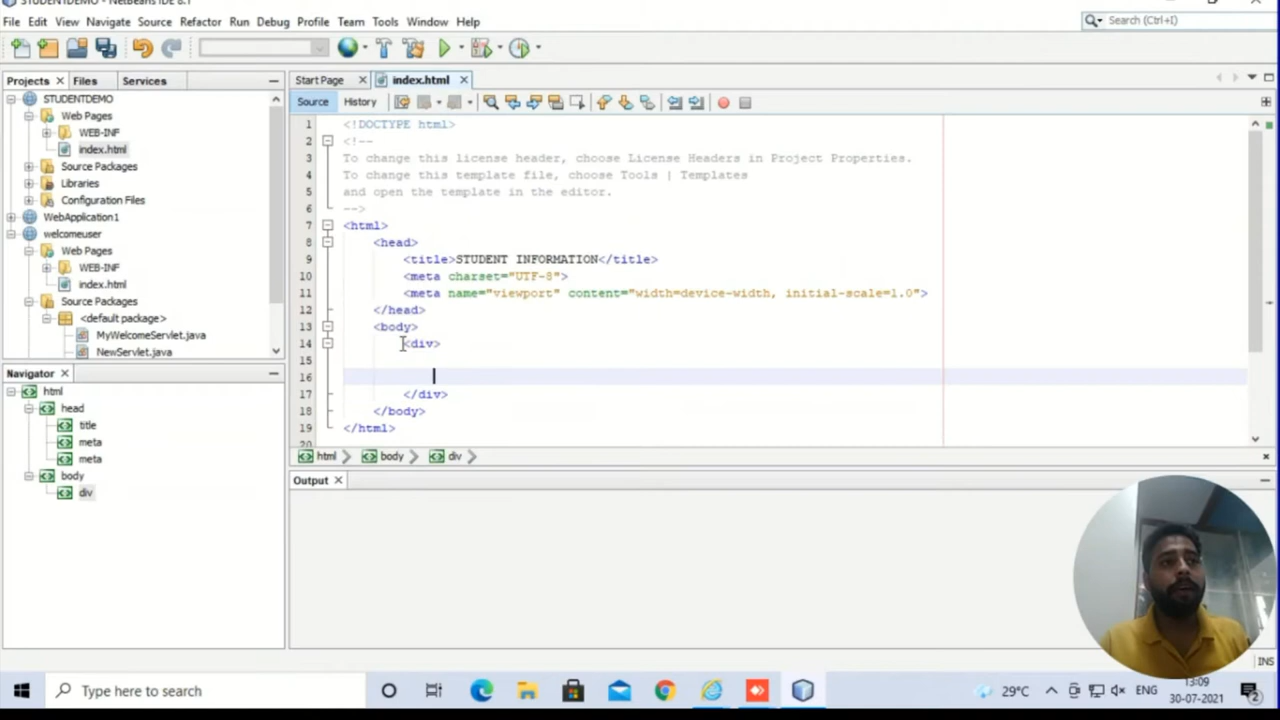 STUDENTDEMO - NetBeans IDE 8.1
File Edit View Navigate Source Refactor Run Debug Profile Team Tools Window Help
Search (Ctrl+I)
Projects Files Services
Start Page index.html
Source History
STUDENTDEMO
Web Pages
WEB-INF
index.html
Source Packages
Libraries
Configuration Files
WebApplication1
welcomeuser
Web Pages
WEB-INF
index.html
Source Packages
<default package>
MyWelcomeServlet.java
NewServlet.java
1 <!DOCTYPE html>
2 <!--
3 To change this license header, choose License Headers in Project Properties.
4 To change this template file, choose Tools | Templates
5 and open the template in the editor.
6 -->
7 <html>
8 <head>
9 <title>STUDENT INFORMATION</title>
10 <meta charset="UTF-8">
11 <meta name="viewport" content="width=device-width, initial-scale=1.0">
12 </head>
13 <body>
14 <div>
15
16
17 </div>
18 </body>
19 </html>
20
html body div
Navigator
html
head
title
meta
meta
body
div
Output
INS
Type here to search
29°C
ENG
13:09
30-07-2021
2